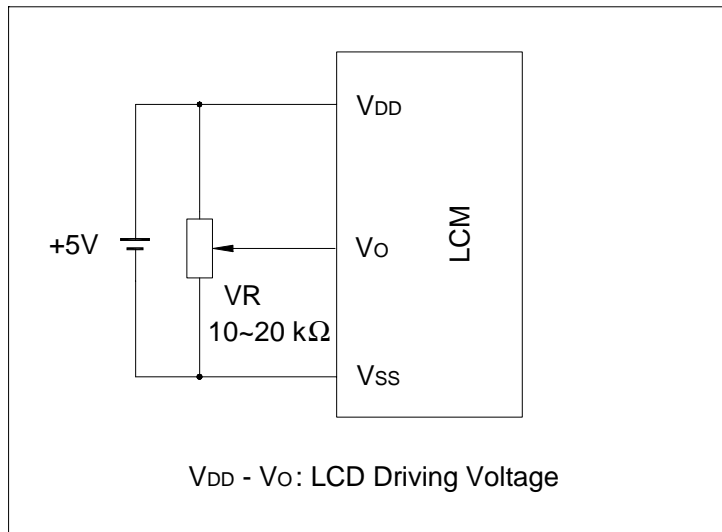 VDD
+5V
VO
LCM
VR
10~20 kΩ
VSS
VDD - VO: LCD Driving Voltage